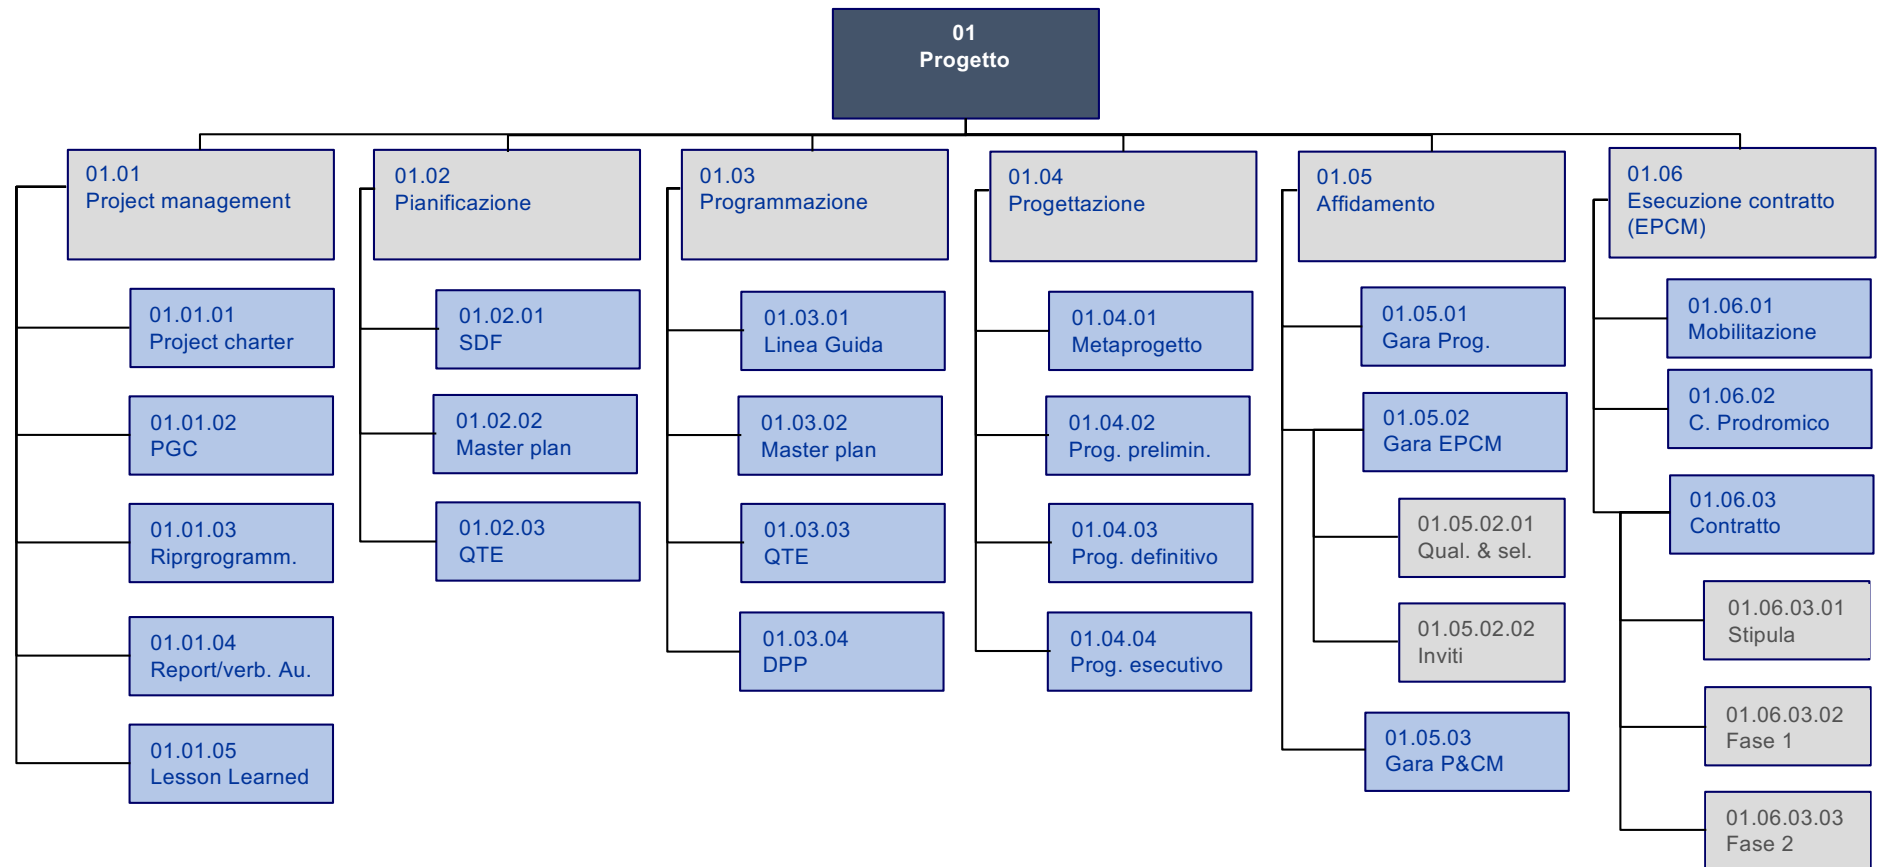 01
Progetto
01.01
Project management
01.01.01
Project charter
01.01.02
PGC
01.01.03
Riprgrogramm.
01.01.04
Report/verb. Au.
01.01.05
Lesson Learned
01.02
Pianificazione
01.02.01
SDF
01.02.02
Master plan
01.02.03
QTE
01.03
Programmazione
01.03.01
Linea Guida
01.03.02
Master plan
01.03.03
QTE
01.03.04
DPP
01.04
Progettazione
01.04.01
Metaprogetto
01.04.02
Prog. prelimin.
01.04.03
Prog. definitivo
01.04.04
Prog. esecutivo
01.05
Affidamento
01.05.01
Gara Prog.
01.05.02
Gara EPCM
01.05.02.01
Qual. & sel.
01.05.02.02
Inviti
01.05.03
Gara P&CM
01.06
Esecuzione contratto
(EPCM)
01.06.01
Mobilitazione
01.06.02
C. Prodromico
01.06.03
Contratto
01.06.03.01
Stipula
01.06.03.02
Fase 1
01.06.03.03
Fase 2